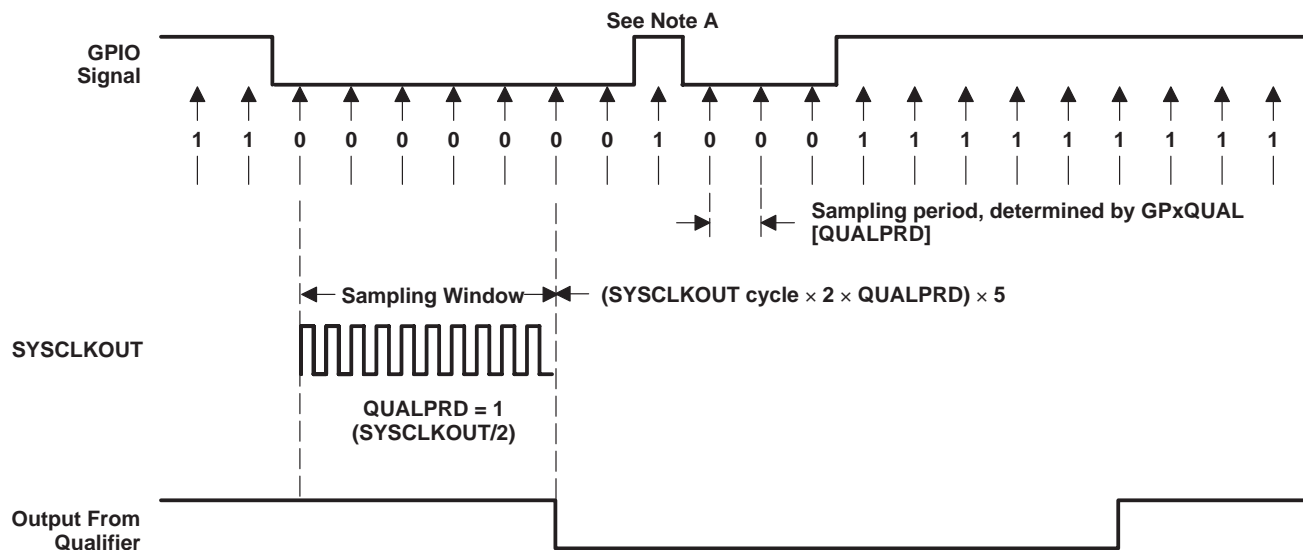 See Note A
GPIO
Signal
1 1 0 0 0 0 0 0 0 1 0 0 0 1 1 1 1 1 1 1 1 1
Sampling period, determined by GPxQUAL
[QUALPRD]
Sampling Window
(SYSCLKOUT cycle × 2 × QUALPRD) × 5
SYSCLKOUT
QUALPRD = 1
(SYSCLKOUT/2)
Output From
Qualifier